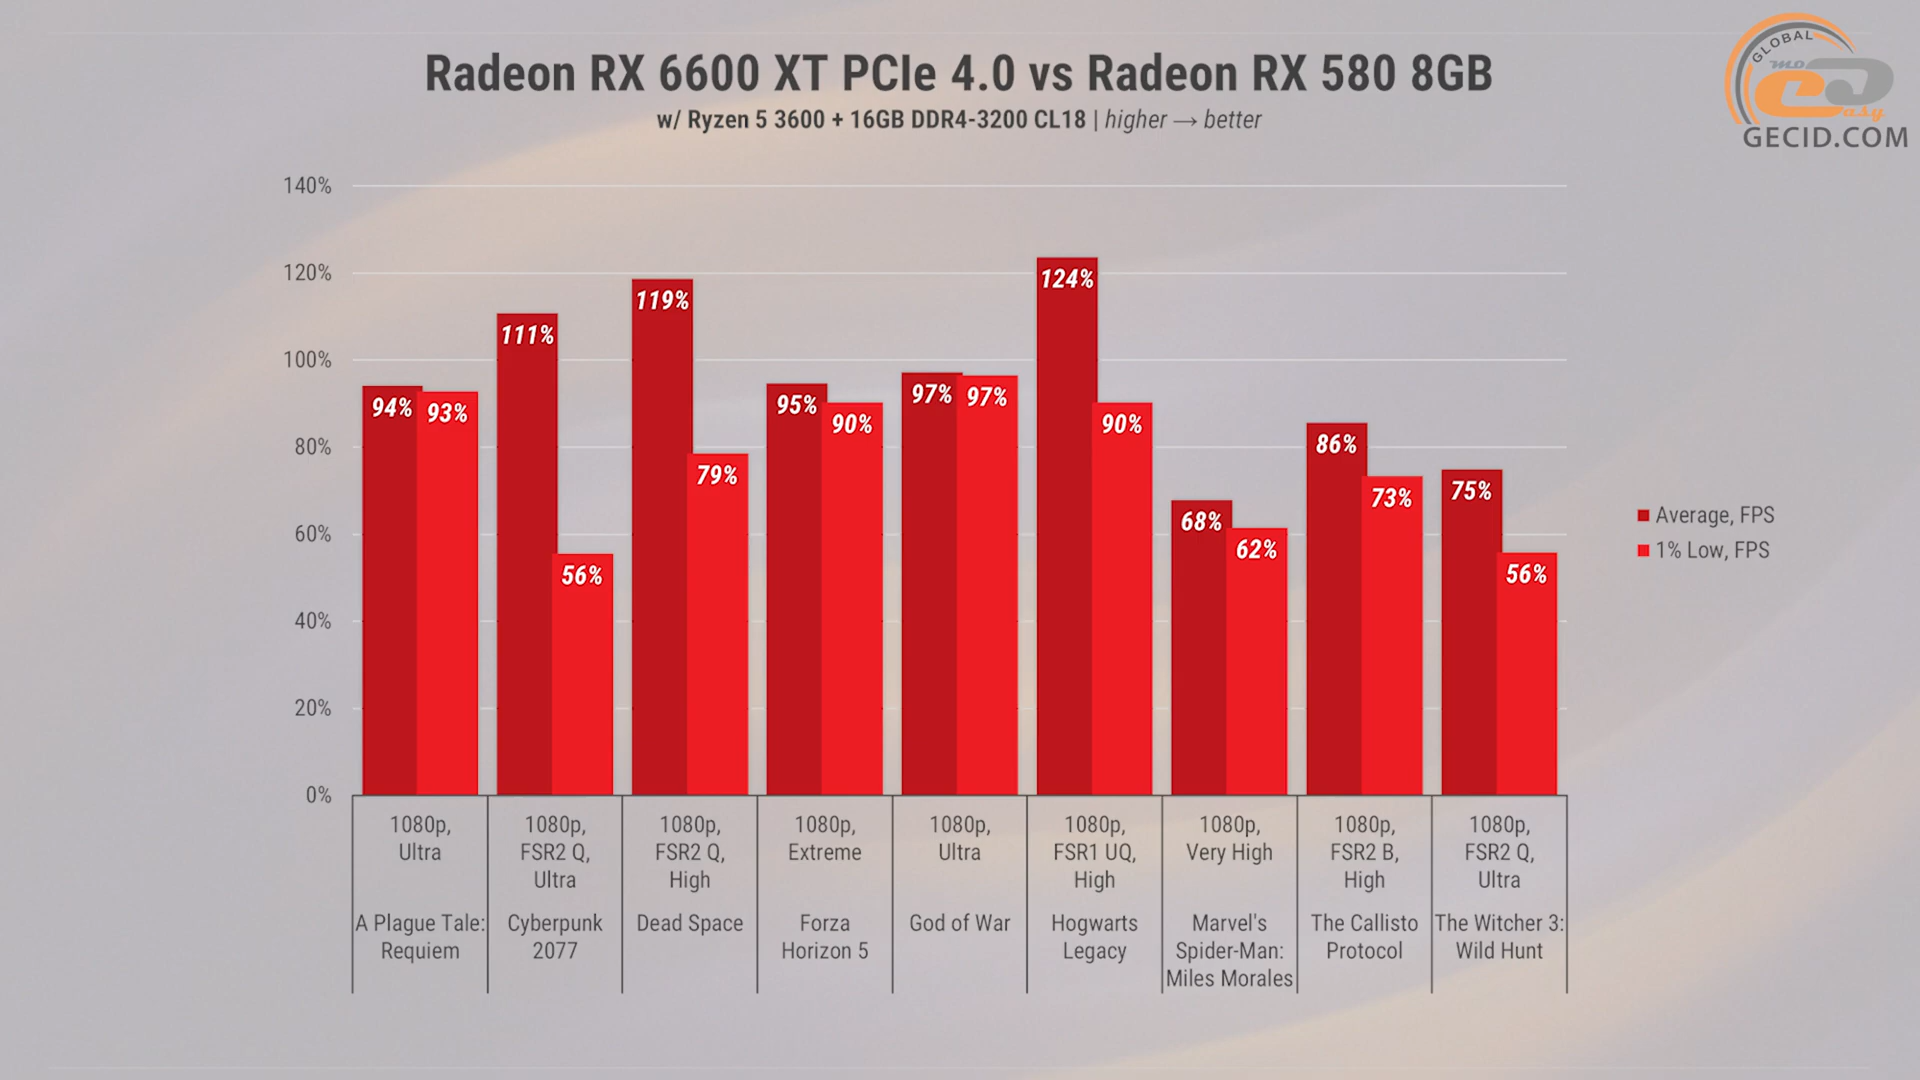 Radeon RX 6600 XT PCIe 4.0 vs Radeon RX 580 8GB
w/ Ryzen 5 3600 + 16GB DDR4-3200 CL18 | higher → better
GLOBAL
MO
asy
GECID.COM
140%
120%
100%
80%
60%
40%
20%
0%
94% 93%
111% 56%
119% 79%
95% 90%
97% 97%
124% 90%
68% 62%
86% 73%
75% 56%
Average, FPS
1% Low, FPS
1080p,
Ultra
A Plague Tale:
Requiem
1080p,
FSR2 Q,
Ultra
Cyberpunk
2077
1080p,
FSR2 Q,
High
Dead Space
1080p,
Extreme
Forza
Horizon 5
1080p,
Ultra
God of War
1080p,
FSR1 UQ,
High
Hogwarts
Legacy
1080p,
Very High
Marvel's
Spider-Man:
Miles Morales
1080p,
FSR2 B,
High
The Callisto
Protocol
1080p,
FSR2 Q,
Ultra
The Witcher 3:
Wild Hunt